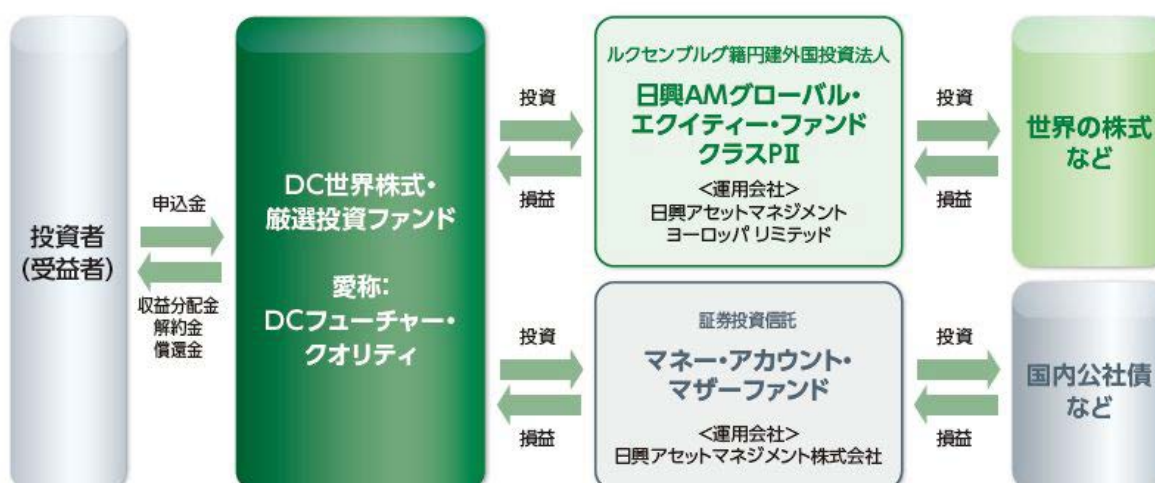 投資者
(受益者)
申込金
収益分配金
解約金
償還金
DC世界株式・
厳選投資ファンド
愛称:
DCフューチャー・
クオリティ
投資
損益
ルクセンブルグ籍円建外国投資法人
日興AMグローバル・
エクイティー・ファンド
クラスPⅡ
<運用会社>
日興アセットマネジメント
ヨーロッパ リミテッド
投資
損益
世界の株式
など
投資
損益
証券投資信託
マネー・アカウント・
マザーファンド
<運用会社>
日興アセットマネジメント株式会社
投資
損益
国内公社債
など